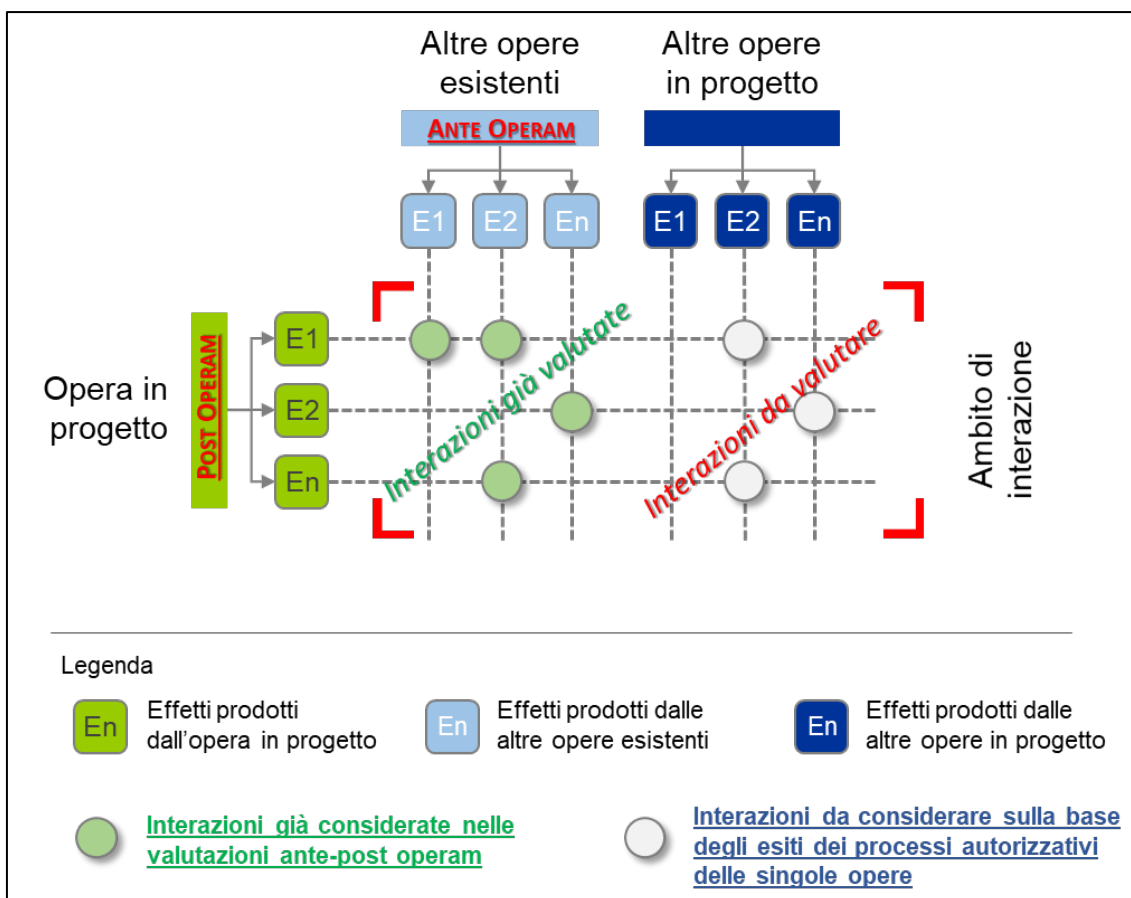 Altre opere
esistenti
Altre opere
in progetto
ANTE OPERAM
E1 E2 En E1 E2 En
Opera in
progetto
POST OPERAM
E1
E2
En
Interazioni già valutate
Interazioni da valutare
Ambito di
interazione
Legenda
En
Effetti prodotti
dall'opera in progetto
En
Effetti prodotti dalle
altre opere esistenti
En
Effetti prodotti dalle
altre opere in progetto
Interazioni già considerate nelle
valutazioni ante-post operam
Interazioni da considerare sulla base
degli esiti dei processi autorizzativi
delle singole opere